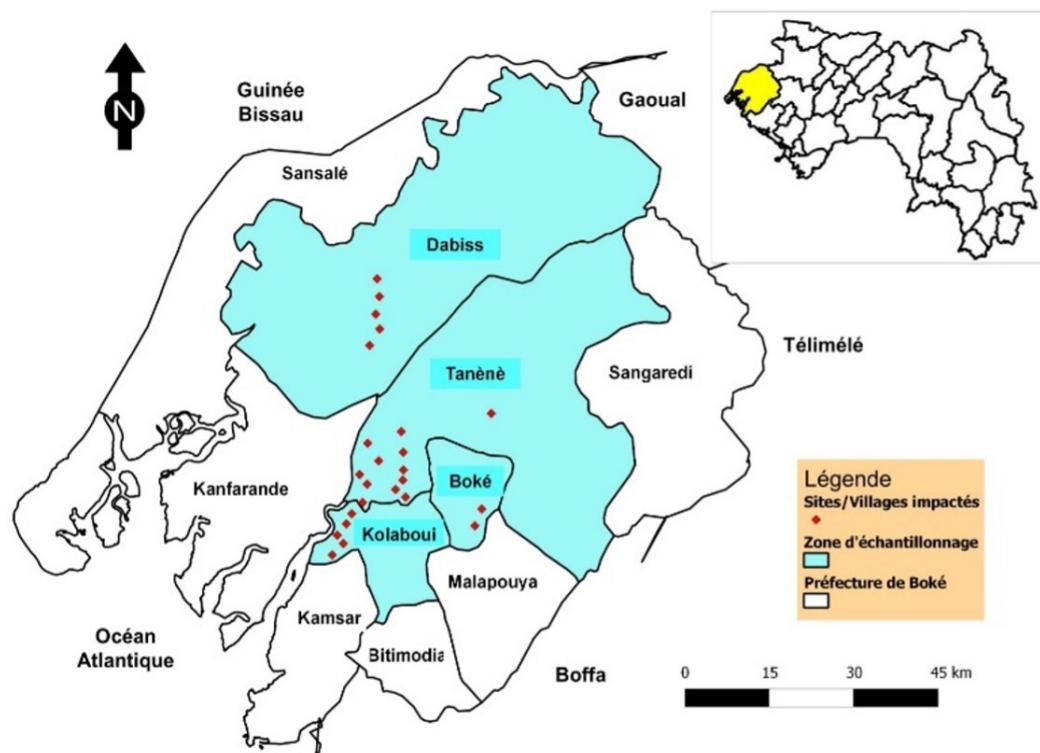 N
Guinée
Bissau
Gaoual
Sansalé
Dabiss
Télimélé
Tanènè
Sangaredi
Boké
Kanfarande
Kolaboui
Malapouya
Kamsar
Océan
Atlantique
Bitimodia
Boffa
Légende
Sites/Villages impactés
Zone d'échantillonnage
Préfecture de Boké
0 15 30 45 km